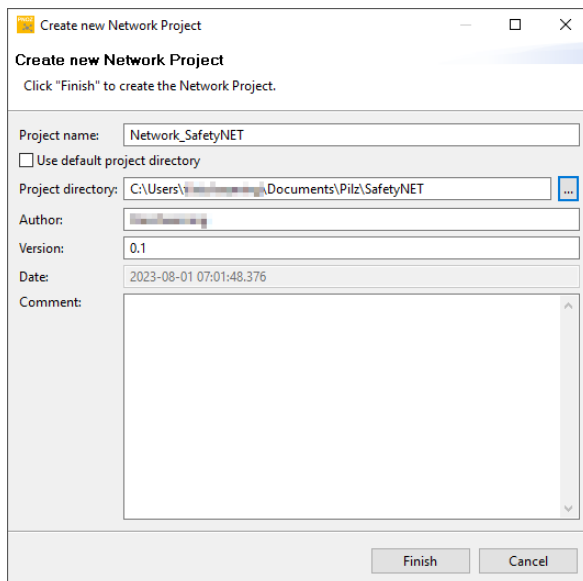 Create new Network Project
Create new Network Project
Click "Finish" to create the Network Project.
Project name: Network_SafetyNET
Use default project directory
Project directory: C:\Users\ \Documents\Pilz\SafetyNET ...
Author:
Version: 0.1
Date: 2023-08-01 07:01:48.376
Comment:
Finish Cancel